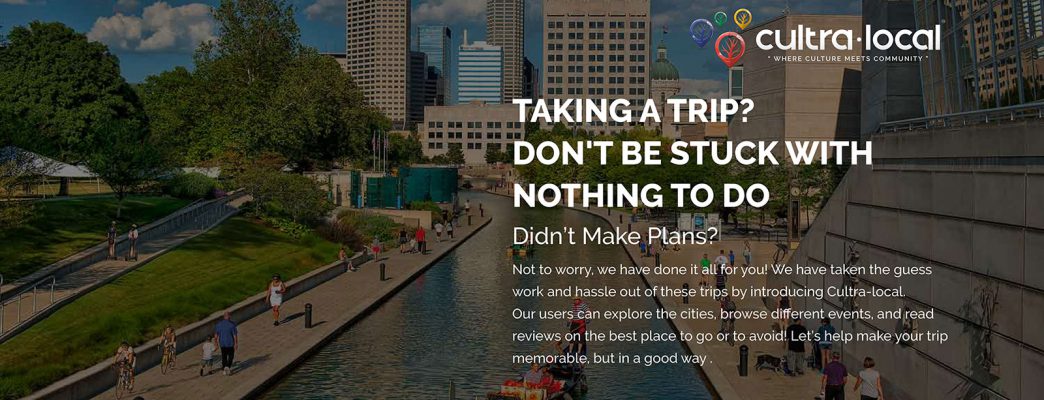 cultra·local
" WHERE CULTURE MEETS COMMUNITY "
TAKING A TRIP?
DON'T BE STUCK WITH
NOTHING TO DO
Didn't Make Plans?
Not to worry, we have done it all for you! We have taken the guess
work and hassle out of these trips by introducing Cultra-local.
Our users can explore the cities, browse different events, and read
reviews on the best place to go or to avoid! Let's help make your trip
memorable, but in a good way .